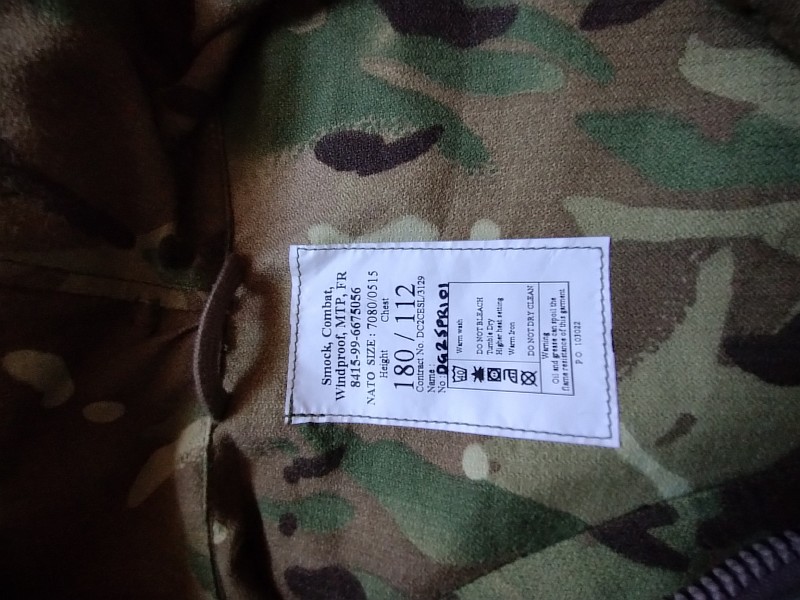 Smock, Combat,
Windproof, MTP, FR
8415-99-6675056
NATO SIZE: 7080/0515
Height Chest
180 / 112
Contract No. DC2CESL/3129
Name:
No: DG25PR101
Warm wash
DO NOT BLEACH
Tumble Dry
Higher heat setting
Warm Iron
DO NOT DRY CLEAN
Warning
Oil and grease can spoil the
flame resistance of this garment
P.O. 103022